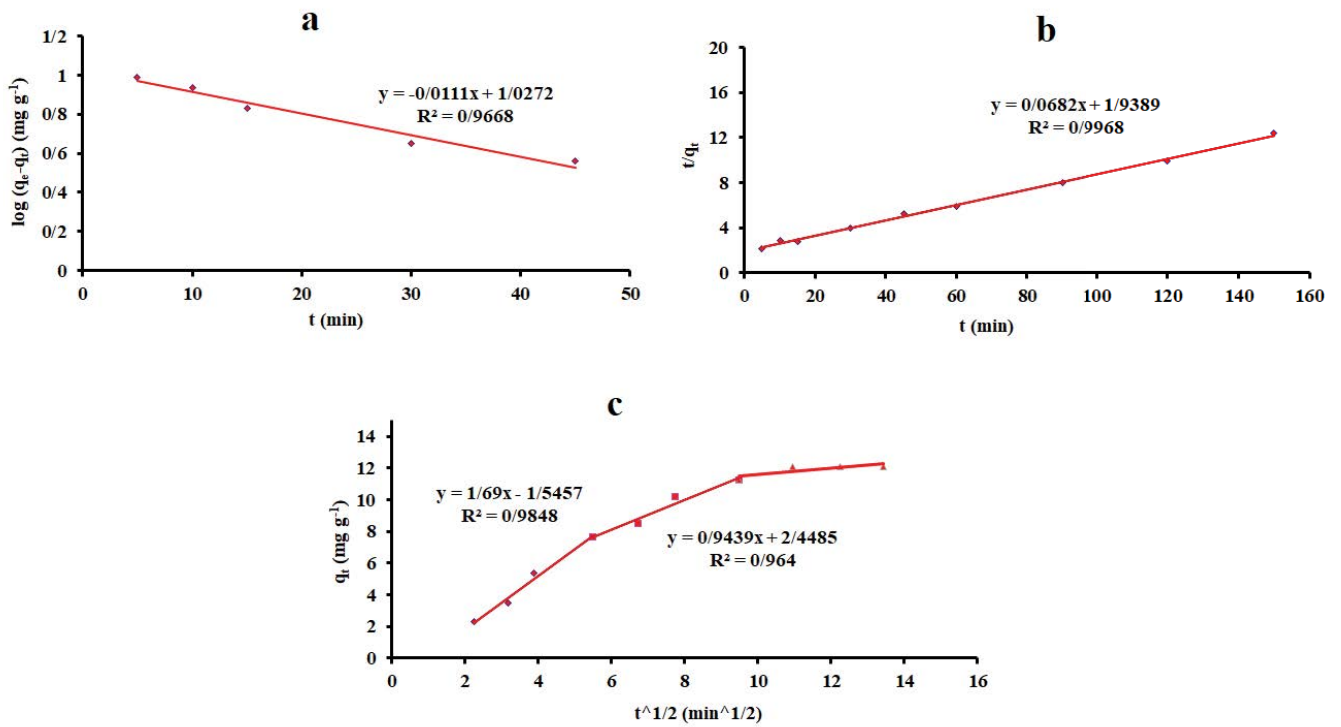 a
1/2
1
0/8
0/6
0/4
0/2
0
log (qe-qt) (mg g-1)
y = -0/0111x + 1/0272
R² = 0/9668
0 10 20 30 40 50
t (min)
b
20
16
12
8
4
0
t/qt
y = 0/0682x + 1/9389
R² = 0/9968
0 20 40 60 80 100 120 140 160
t (min)
c
14
12
10
8
6
4
2
0
qt (mg g-1)
y = 1/69x - 1/5457
R² = 0/9848
y = 0/9439x + 2/4485
R² = 0/964
0 2 4 6 8 10 12 14 16
t^1/2 (min^1/2)